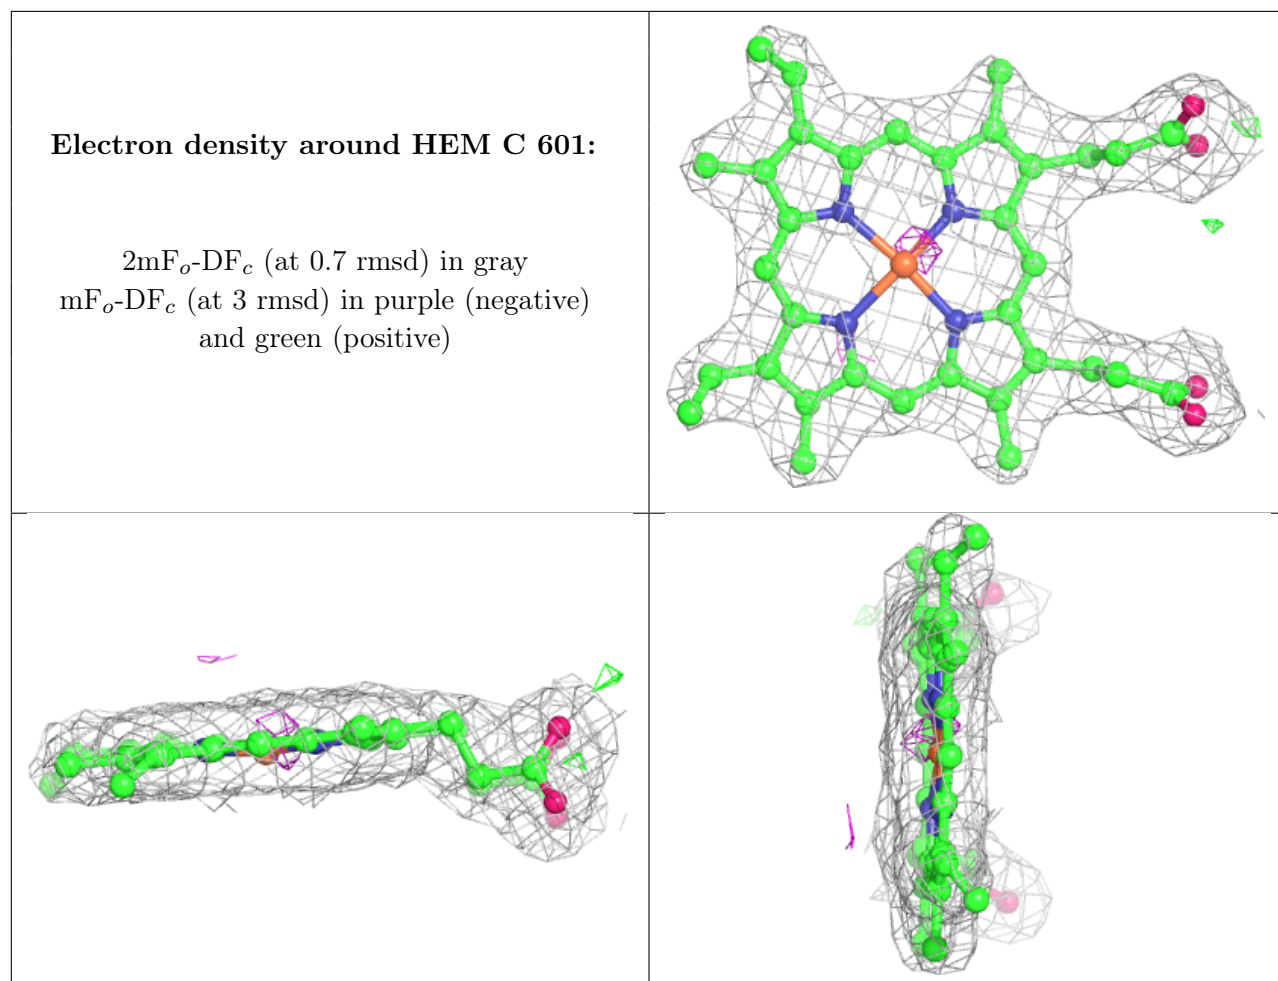 Electron density around HEM C 601:
2mFo-DFc (at 0.7 rmsd) in gray
mFo-DFc (at 3 rmsd) in purple (negative)
and green (positive)